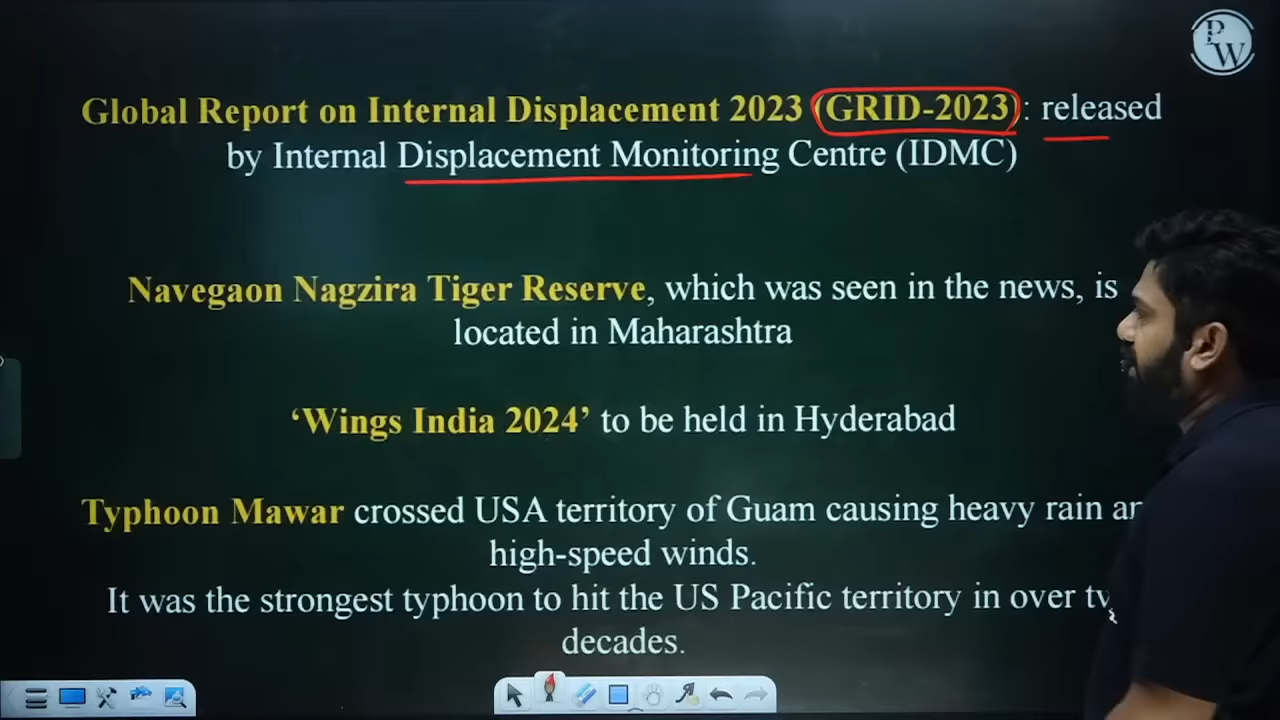 PW
Global Report on Internal Displacement 2023 (GRID-2023): released
by Internal Displacement Monitoring Centre (IDMC)
Navegaon Nagzira Tiger Reserve, which was seen in the news, is
located in Maharashtra
‘Wings India 2024’ to be held in Hyderabad
Typhoon Mawar crossed USA territory of Guam causing heavy rain
high-speed winds.
It was the strongest typhoon to hit the US Pacific territory in over
decades.